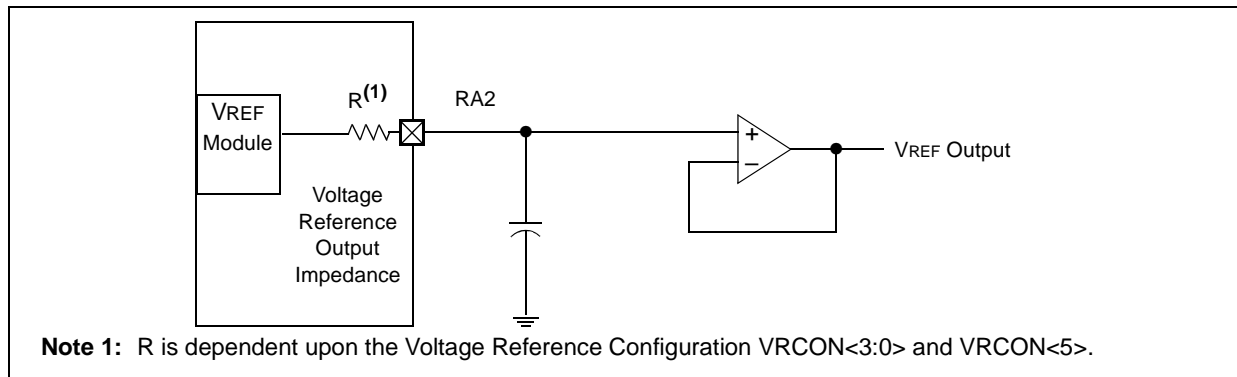 R(1)
RA2
VREF
Module
+
–
VREF Output
Voltage
Reference
Output
Impedance
Note 1: R is dependent upon the Voltage Reference Configuration VRCON<3:0> and VRCON<5>.